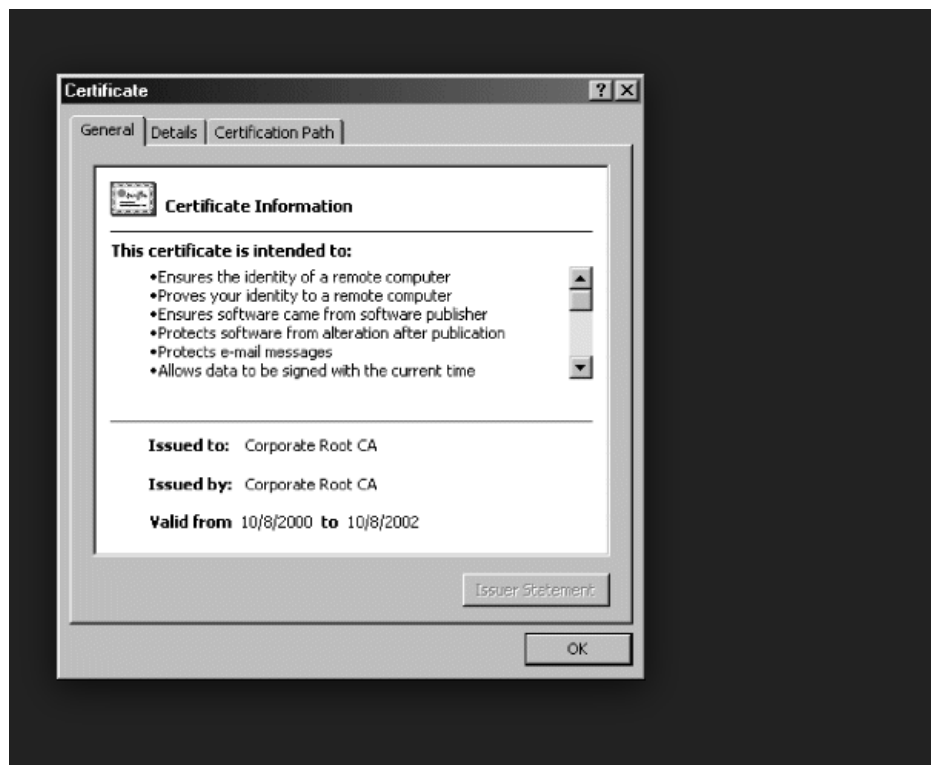 Certificate
General Details Certification Path
Certificate Information
This certificate is intended to:
•Ensures the identity of a remote computer
•Proves your identity to a remote computer
•Ensures software came from software publisher
•Protects software from alteration after publication
•Protects e-mail messages
•Allows data to be signed with the current time
Issued to: Corporate Root CA
Issued by: Corporate Root CA
Valid from 10/8/2000 to 10/8/2002
Issuer Statement
OK